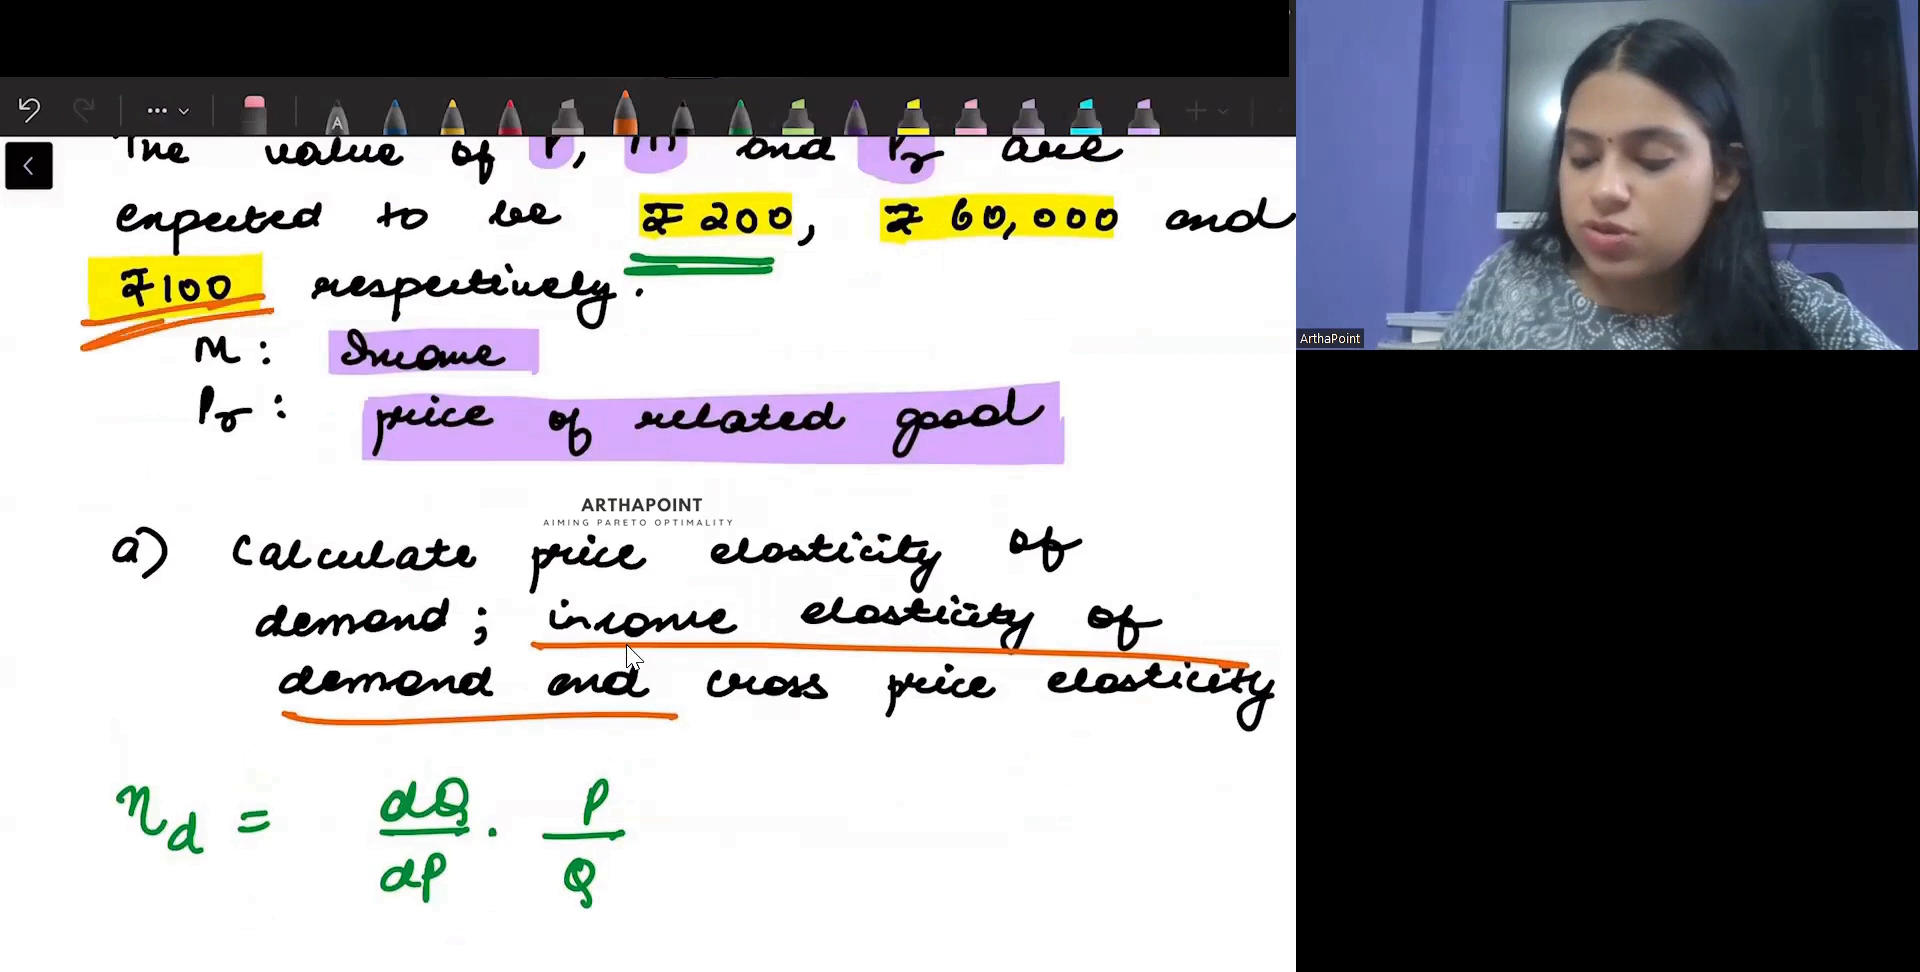 The value of P, M and Pr are
expected to be ₹ 200, ₹ 60,000 and
₹100 respectively.
M: Income
Pr: price of related good
ARTHAPOINT
AIMING PARETO OPTIMALITY
a) Calculate price elasticity of
demand; income elasticity of
demand and cross price elasticity
ηd = dQ/dP . P/Q
A
ArthaPoint